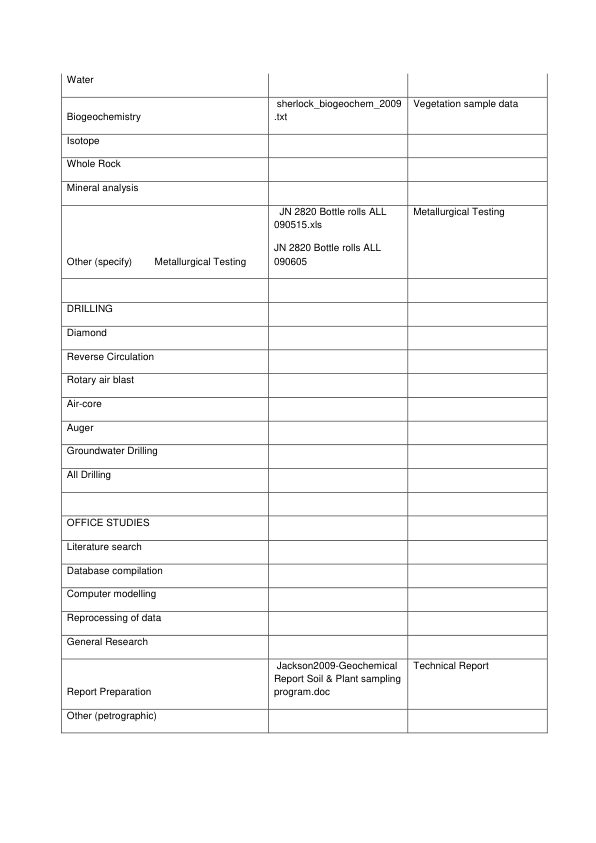 Water
sherlock_biogeochem_2009 Vegetation sample data
Biogeochemistry .txt
Isotope
Whole Rock
Mineral analysis
JN 2820 Bottle rolls ALL Metallurgical Testing
090515.xls
JN 2820 Bottle rolls ALL
Other (specify) Metallurgical Testing 090605
DRILLING
Diamond
Reverse Circulation
Rotary air blast
Air-core
Auger
Groundwater Drilling
All Drilling
OFFICE STUDIES
Literature search
Database compilation
Computer modelling
Reprocessing of data
General Research
Jackson2009-Geochemical Technical Report
Report Soil & Plant sampling
Report Preparation program.doc
Other (petrographic)